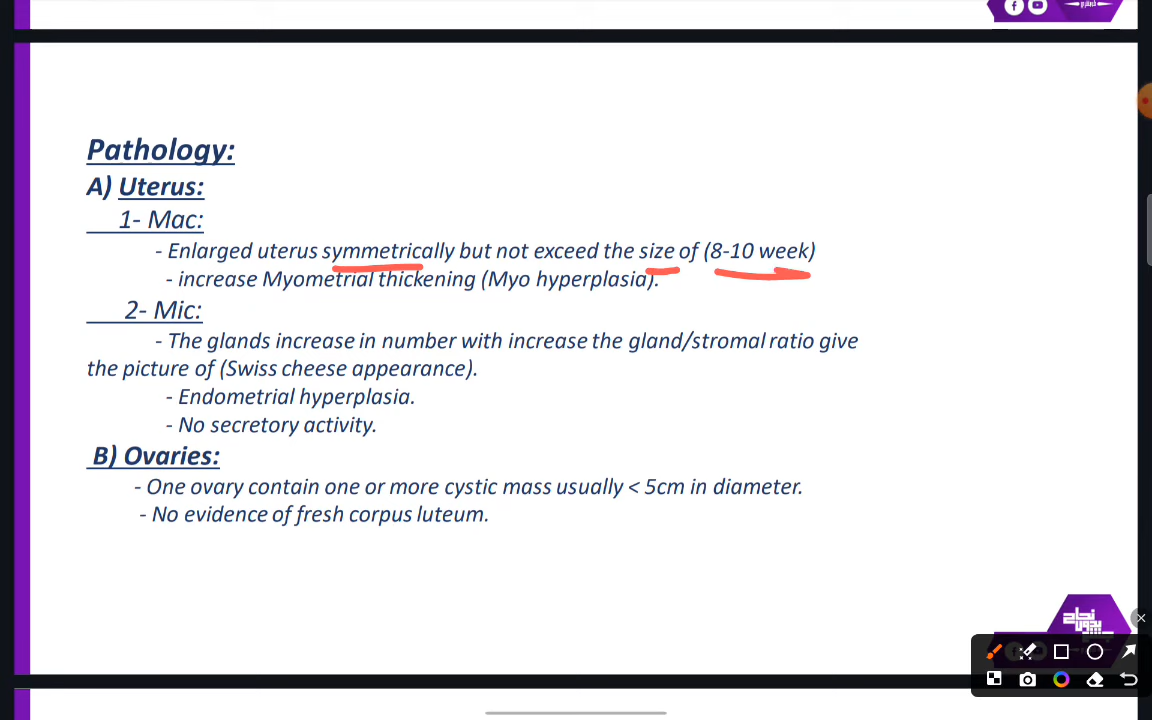 Pathology:
A) Uterus:
1- Mac:
- Enlarged uterus symmetrically but not exceed the size of (8-10 week)
- increase Myometrial thickening (Myo hyperplasia).
2- Mic:
- The glands increase in number with increase the gland/stromal ratio give
the picture of (Swiss cheese appearance).
- Endometrial hyperplasia.
- No secretory activity.
B) Ovaries:
- One ovary contain one or more cystic mass usually < 5cm in diameter.
- No evidence of fresh corpus luteum.